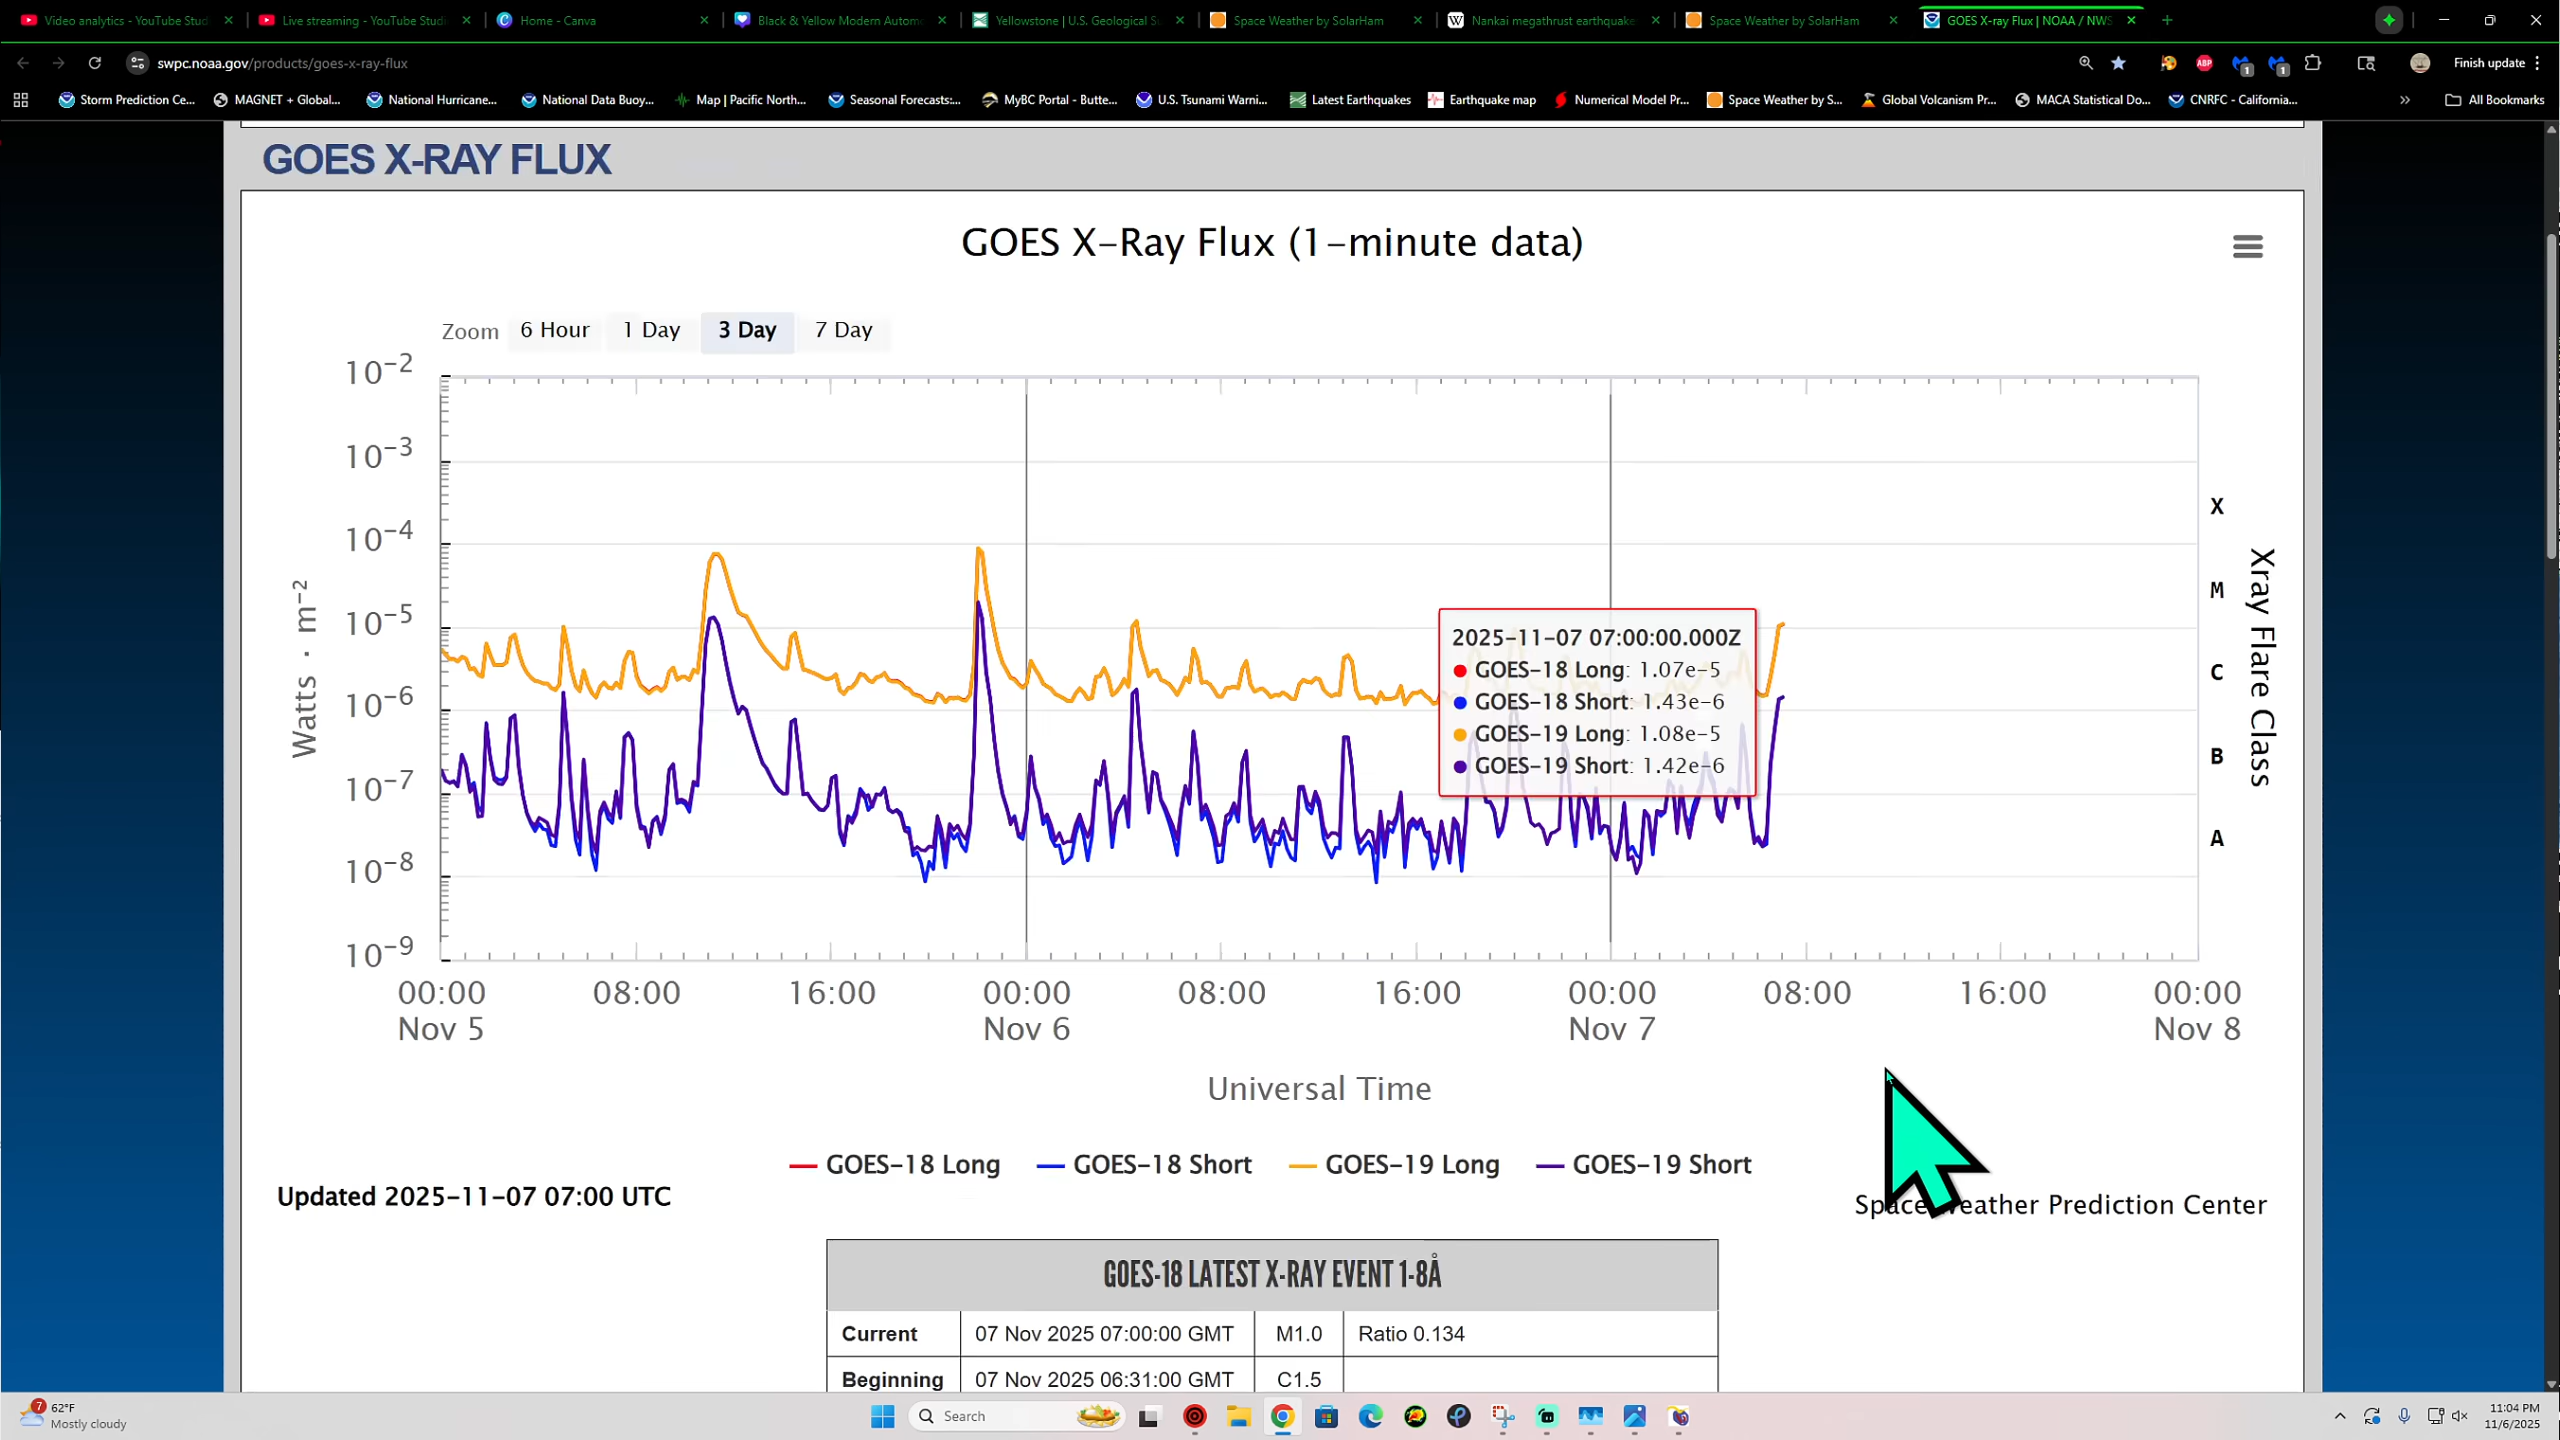 Video analytics - YouTube Stud
Live streaming - YouTube Stud
Home - Canva
Black & Yellow Modern Autom
Yellowstone | U.S. Geological S
Space Weather by SolarHam
Nankai megathrust earthquake
Space Weather by SolarHam
GOES X-ray Flux | NOAA / NWS
swpc.noaa.gov/products/goes-x-ray-flux
ABP
1
1
Finish update
Storm Prediction Ce...
MAGNET + Global...
National Hurricane...
National Data Buoy...
Map | Pacific North...
Seasonal Forecasts:...
MyBC Portal - Butte...
U.S. Tsunami Warni...
Latest Earthquakes
Earthquake map
Numerical Model Pr...
Space Weather by S...
Global Volcanism Pr...
MACA Statistical Do...
CNRFC - California...
All Bookmarks
GOES X-RAY FLUX
GOES X-Ray Flux (1-minute data)
Zoom 6 Hour 1 Day 3 Day 7 Day
10⁻²
10⁻³
10⁻⁴
10⁻⁵
10⁻⁶
10⁻⁷
10⁻⁸
10⁻⁹
Watts · m⁻²
X
M
C
B
A
Xray Flare Class
2025-11-07 07:00:00.000Z
GOES-18 Long: 1.07e-5
GOES-18 Short: 1.43e-6
GOES-19 Long: 1.08e-5
GOES-19 Short: 1.42e-6
00:00 08:00 16:00 00:00 08:00 16:00 00:00 08:00 16:00 00:00
Nov 5 Nov 6 Nov 7 Nov 8
Universal Time
GOES-18 Long GOES-18 Short GOES-19 Long GOES-19 Short
Updated 2025-11-07 07:00 UTC
Space Weather Prediction Center
GOES-18 LATEST X-RAY EVENT 1-8Å
Current 07 Nov 2025 07:00:00 GMT M1.0 Ratio 0.134
Beginning 07 Nov 2025 06:31:00 GMT C1.5
7
62°F
Mostly cloudy
Search
11:04 PM
11/6/2025